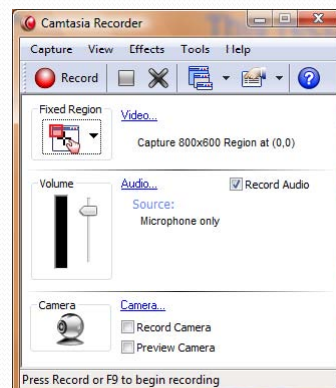 Camtasia Recorder
Capture View Effects Tools Help
Record
Fixed Region
Video...
Capture 800x600 Region at (0,0)
Volume
Audio...
Record Audio
Source:
Microphone only
Camera
Camera...
Record Camera
Preview Camera
Press Record or F9 to begin recording